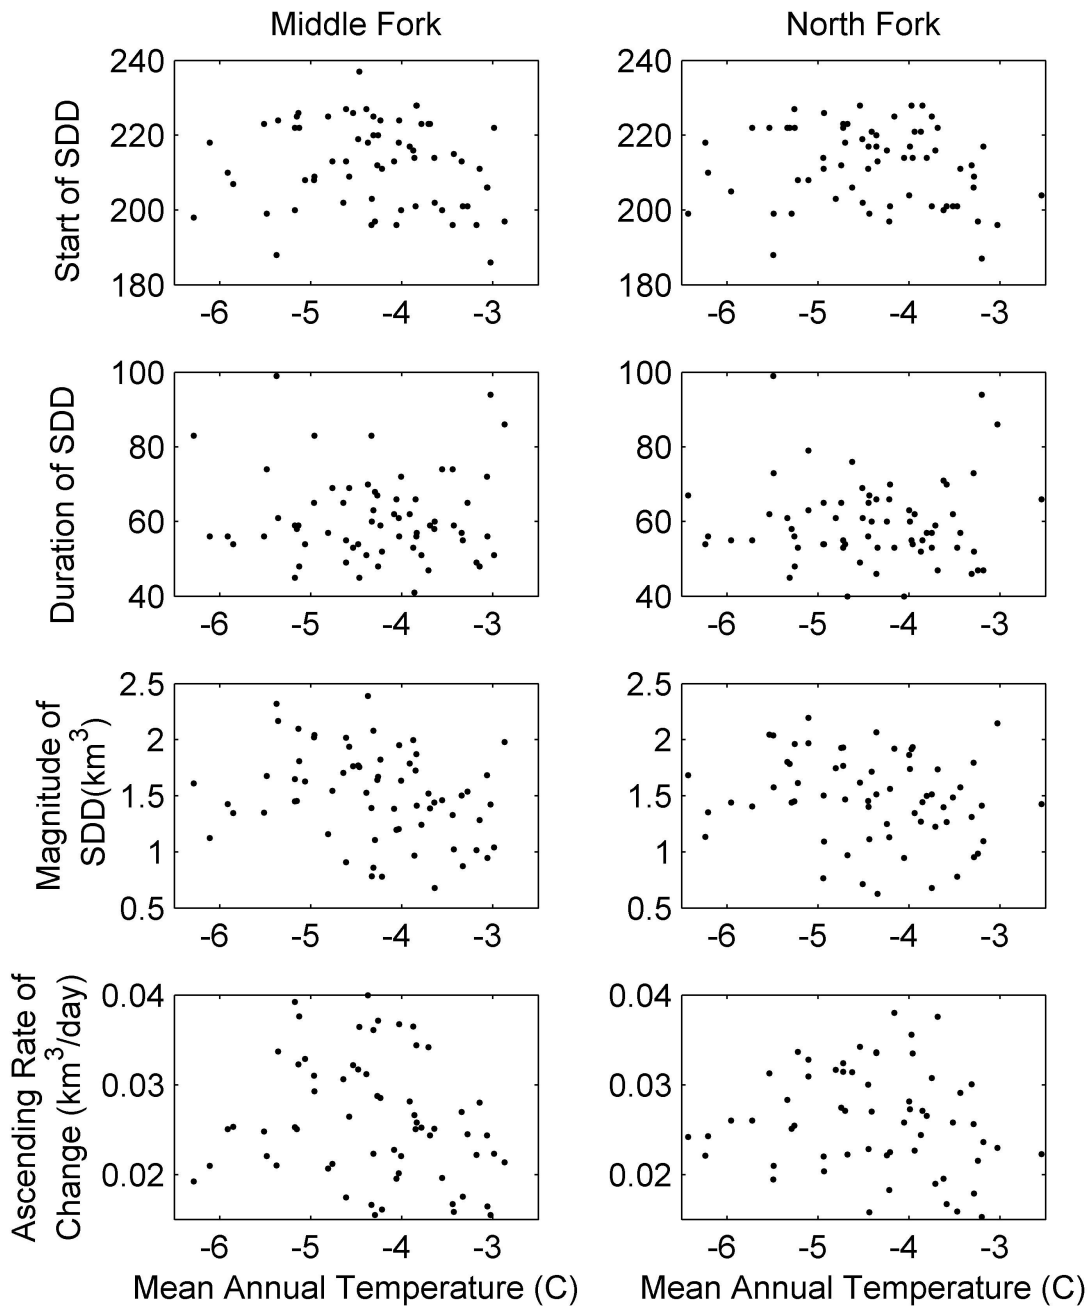 Middle Fork
North Fork
Start of SDD
240
220
200
180
-6 -5 -4 -3
240
220
200
180
-6 -5 -4 -3
Duration of SDD
100
80
60
40
-6 -5 -4 -3
100
80
60
40
-6 -5 -4 -3
Magnitude of
SDD(km³)
2.5
2
1.5
1
0.5
-6 -5 -4 -3
2.5
2
1.5
1
0.5
-6 -5 -4 -3
Ascending Rate of
Change (km³/day)
0.04
0.03
0.02
-6 -5 -4 -3
Mean Annual Temperature (C)
0.04
0.03
0.02
-6 -5 -4 -3
Mean Annual Temperature (C)